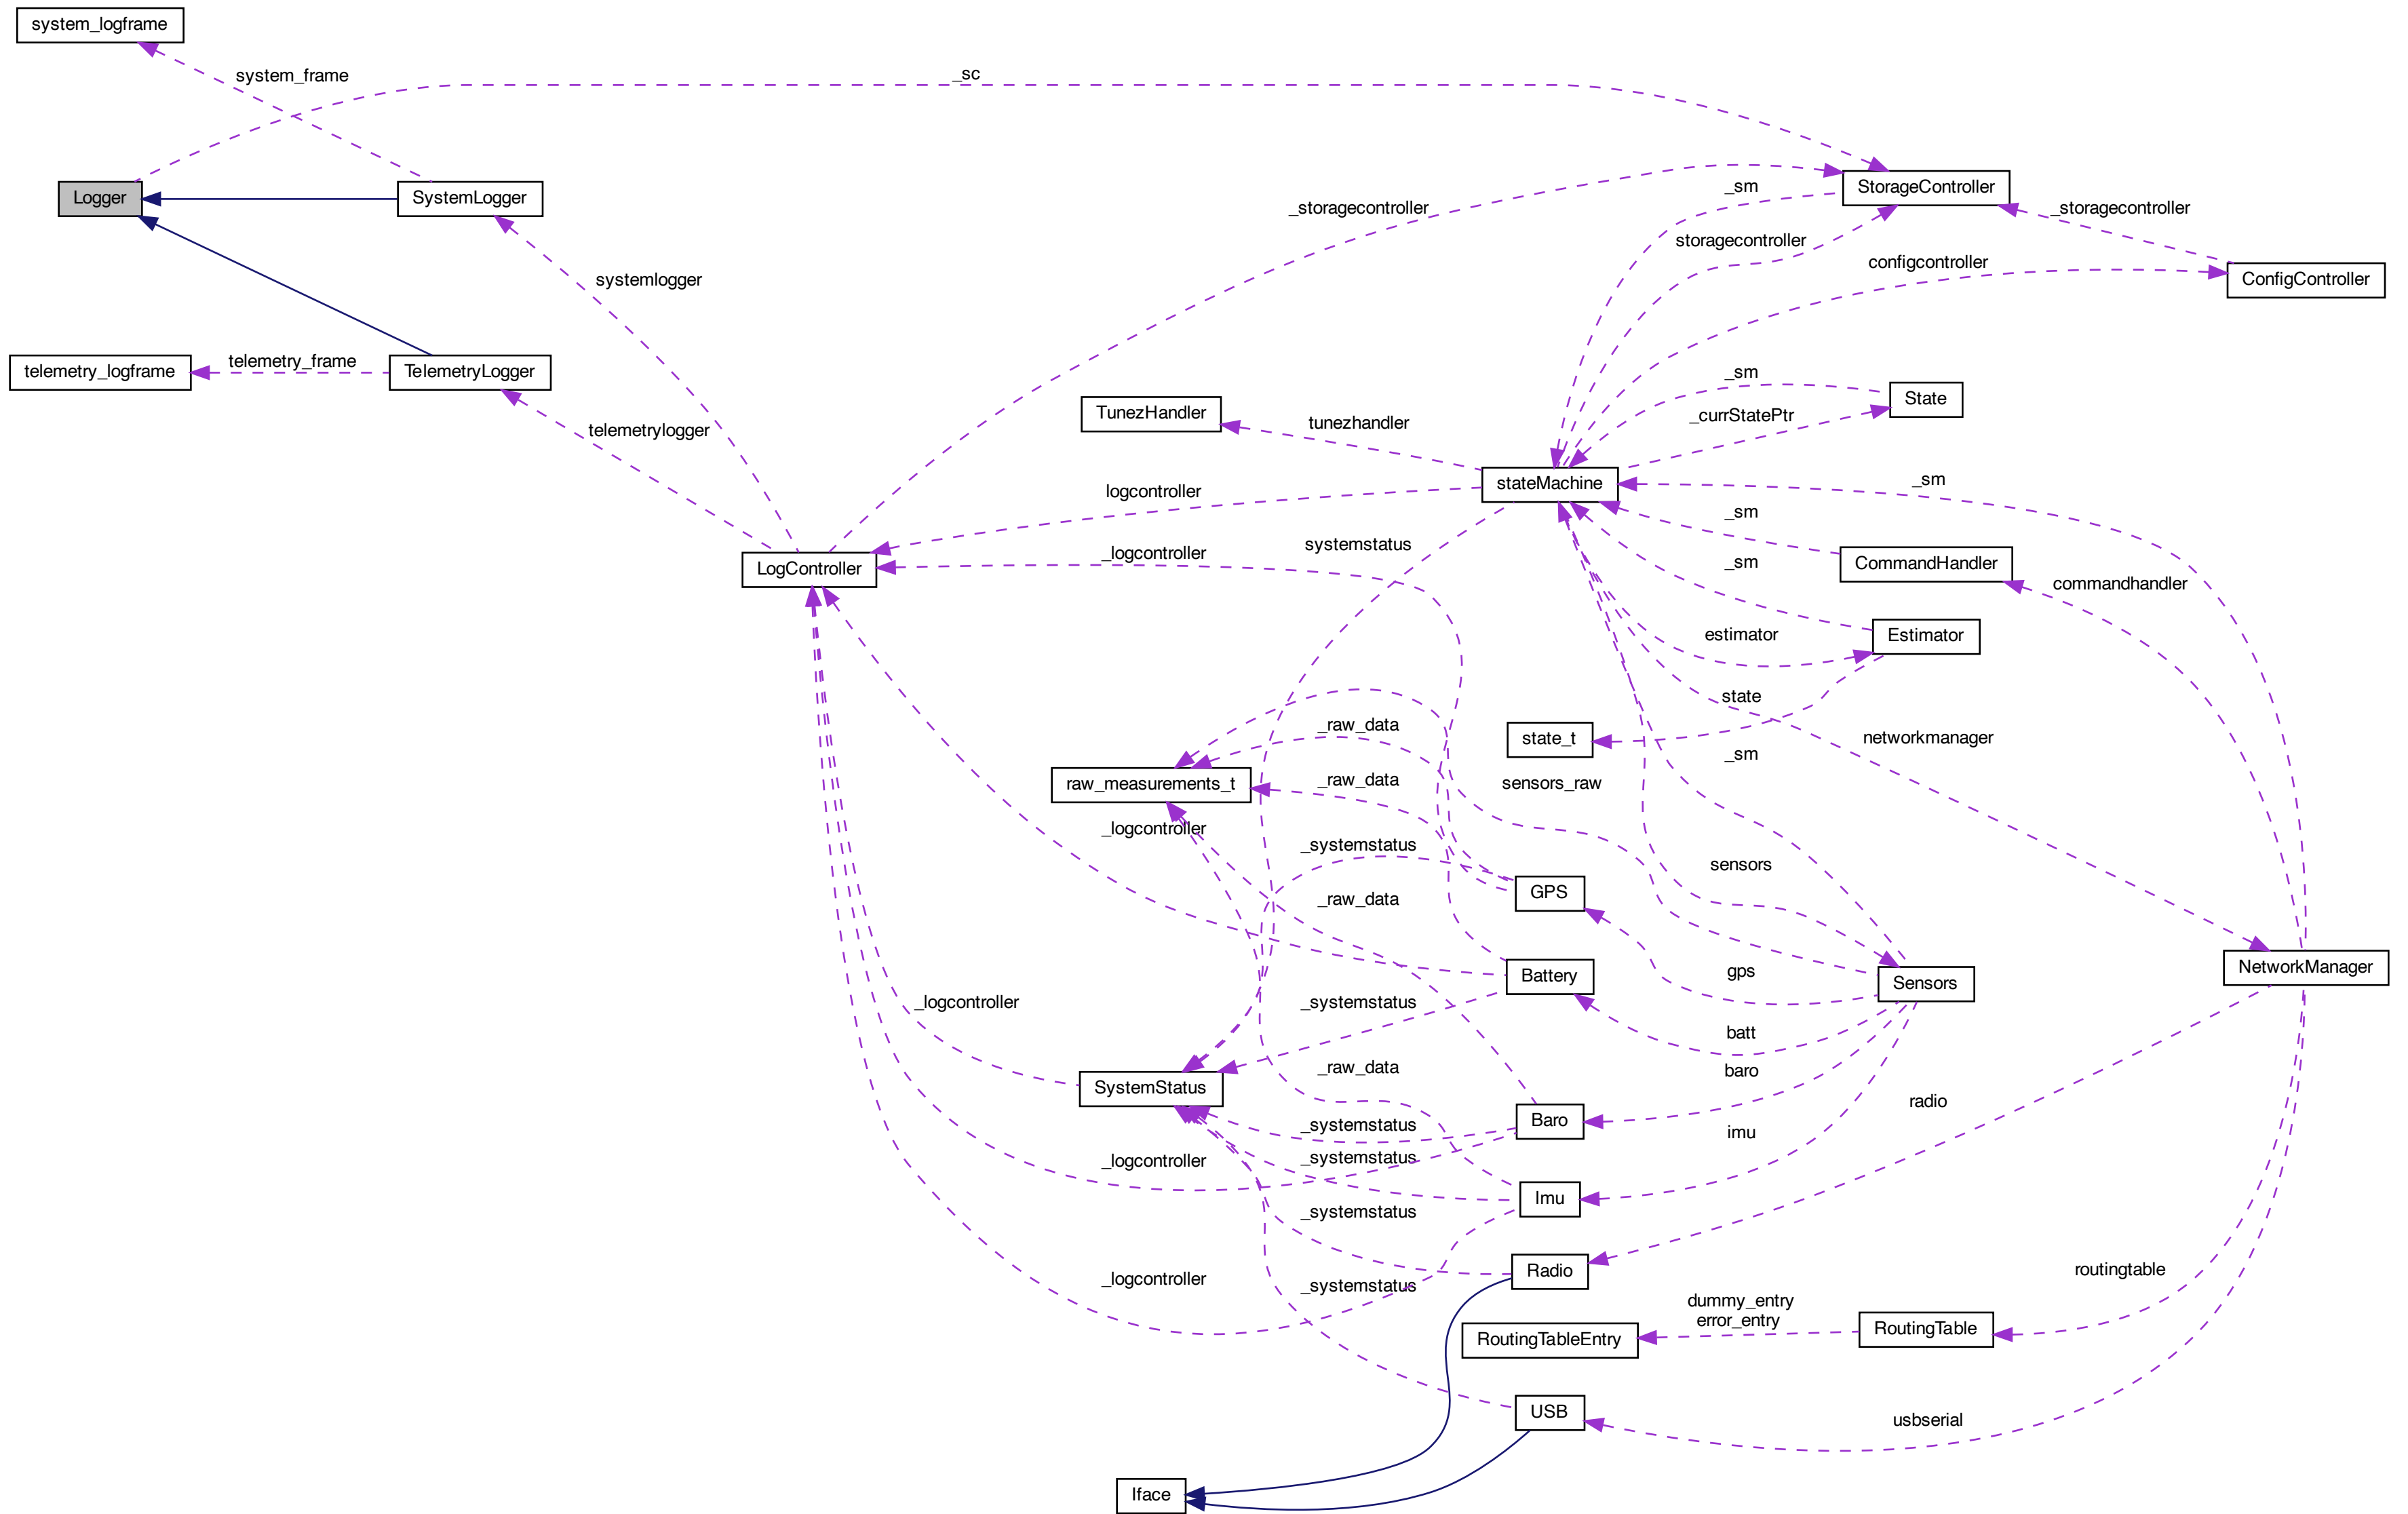 system_logframe
system_frame
_sc
Logger
SystemLogger
StorageController
_sm
_storagecontroller
_storagecontroller
storagecontroller
configcontroller
ConfigController
systemlogger
telemetry_logframe
telemetry_frame
TelemetryLogger
_sm
State
TunezHandler
tunezhandler
_currStatePtr
telemetrylogger
stateMachine
_sm
logcontroller
_sm
systemstatus
_logcontroller
_sm
LogController
CommandHandler
commandhandler
estimator
Estimator
state
_raw_data
state_t
networkmanager
_sm
raw_measurements_t
_raw_data
sensors_raw
_logcontroller
_systemstatus
sensors
_raw_data
GPS
gps
Battery
Sensors
NetworkManager
_logcontroller
_systemstatus
batt
_raw_data
baro
SystemStatus
radio
_systemstatus
Baro
imu
_logcontroller
_systemstatus
Imu
_systemstatus
Radio
routingtable
_logcontroller
_systemstatus
dummy_entry
error_entry
RoutingTableEntry
RoutingTable
USB
usbserial
Iface